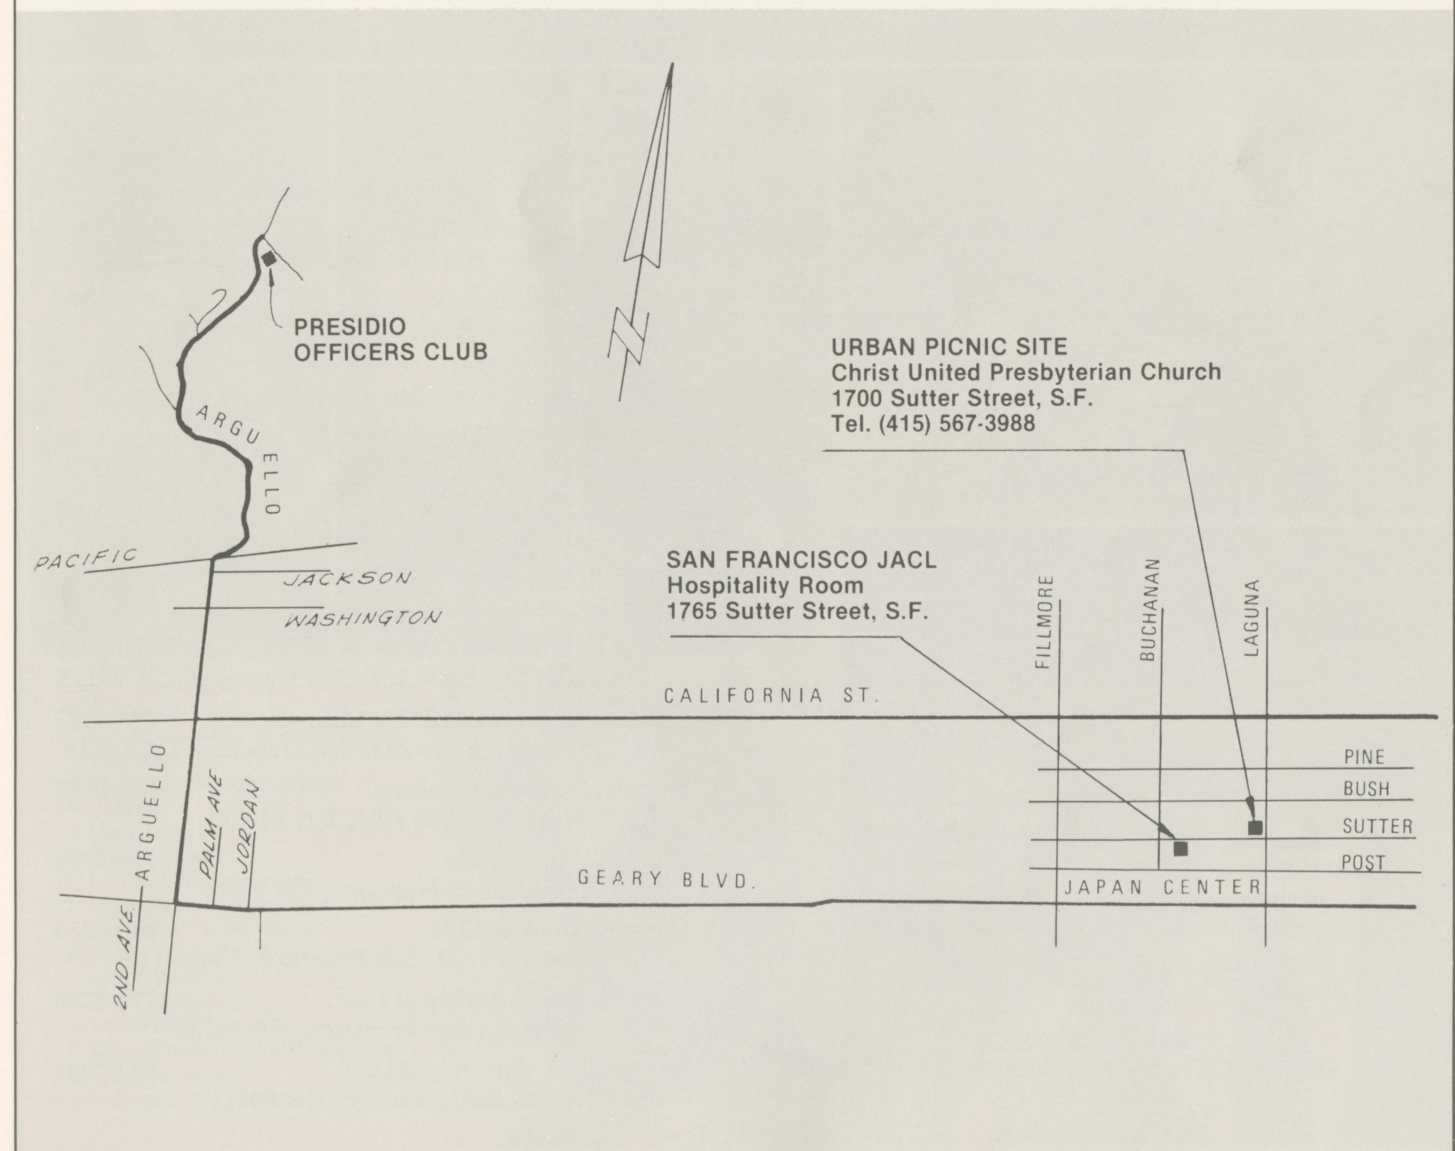 PRESIDIO
OFFICERS CLUB
URBAN PICNIC SITE
Christ United Presbyterian Church
1700 Sutter Street, S.F.
Tel. (415) 567-3988
ARGUELLO
PACIFIC
JACKSON
WASHINGTON
SAN FRANCISCO JACL
Hospitality Room
1765 Sutter Street, S.F.
FILLMORE
BUCHANAN
LAGUNA
CALIFORNIA ST.
PINE
BUSH
SUTTER
POST
ARGUELLO
PALM AVE
JORDAN
GEARY BLVD.
JAPAN CENTER
2ND AVE.
N